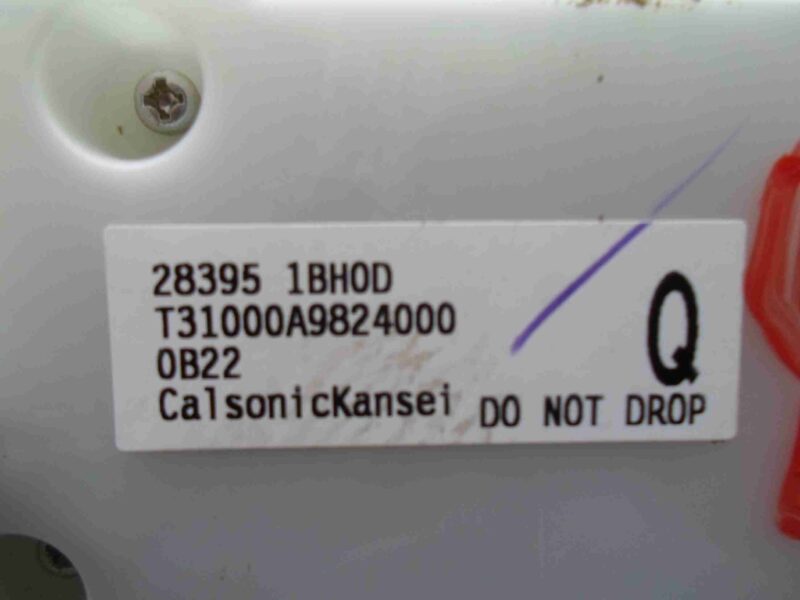 28395 1BH0D
T31000A9824000
0B22
CalsonicKansei DO NOT DROP
Q